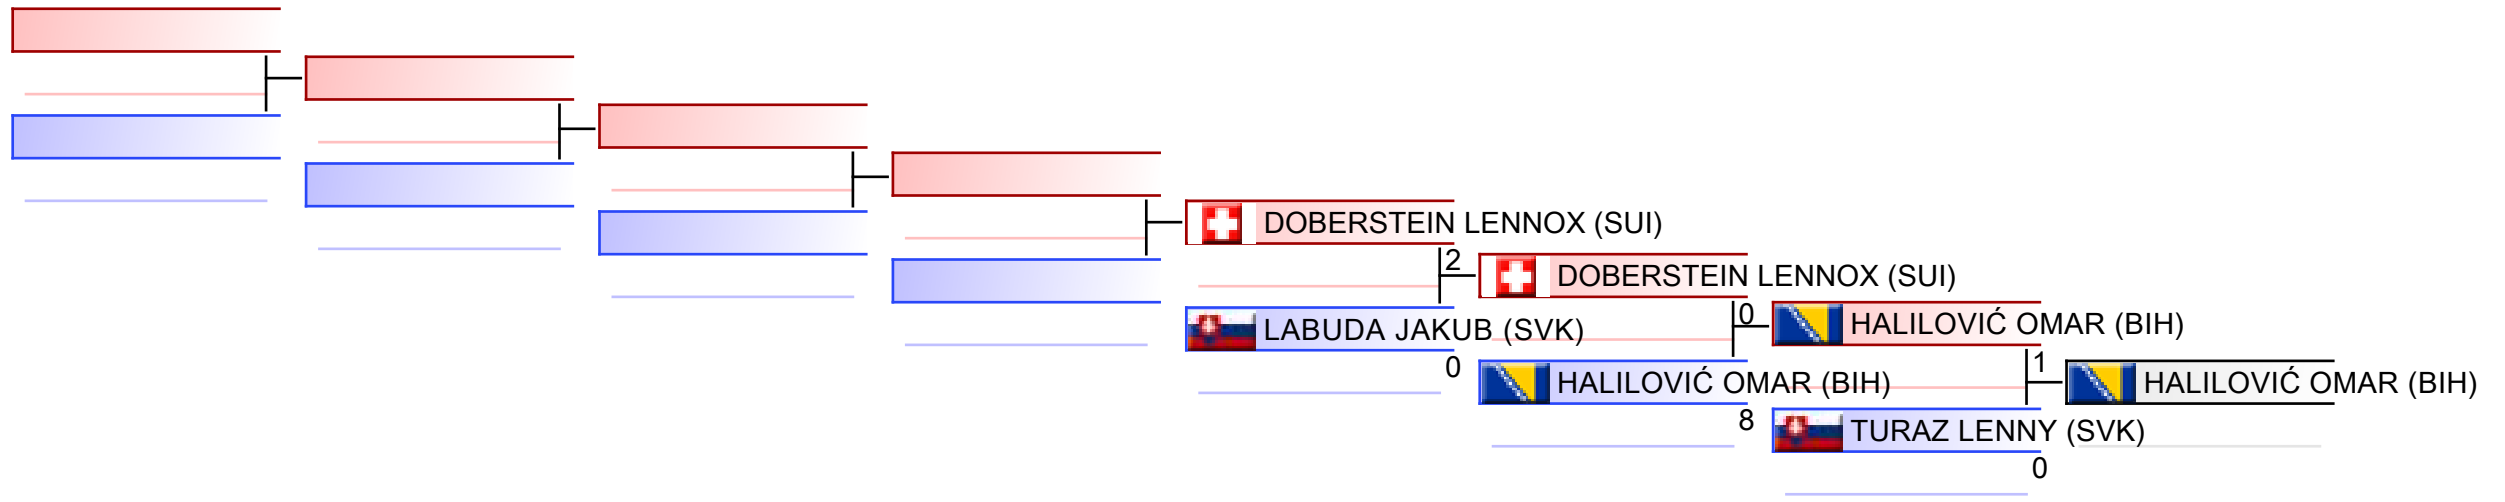 DOBERSTEIN LENNOX (SUI)
2
LABUDA JAKUB (SVK)
0
DOBERSTEIN LENNOX (SUI)
0
HALILOVIĆ OMAR (BIH)
8
HALILOVIĆ OMAR (BIH)
1
TURAZ LENNY (SVK)
0
HALILOVIĆ OMAR (BIH)